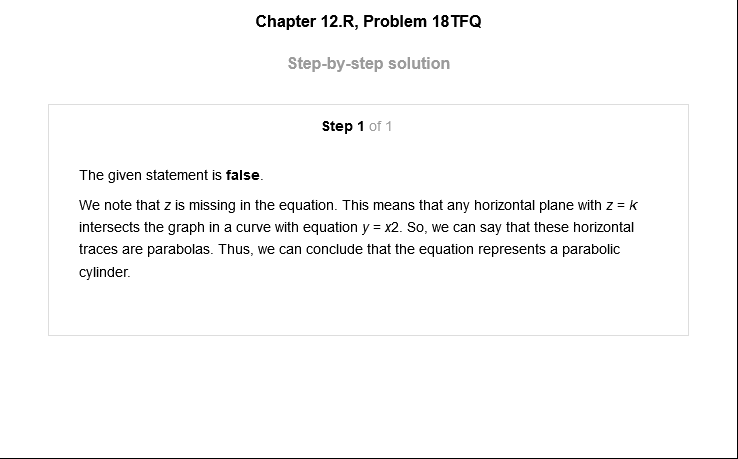 Chapter 12.R, Problem 18TFQ
Step-by-step solution
Step 1 of 1
The given statement is false.
We note that z is missing in the equation. This means that any horizontal plane with z = k
intersects the graph in a curve with equation y = x2. So, we can say that these horizontal
traces are parabolas. Thus, we can conclude that the equation represents a parabolic
cylinder.